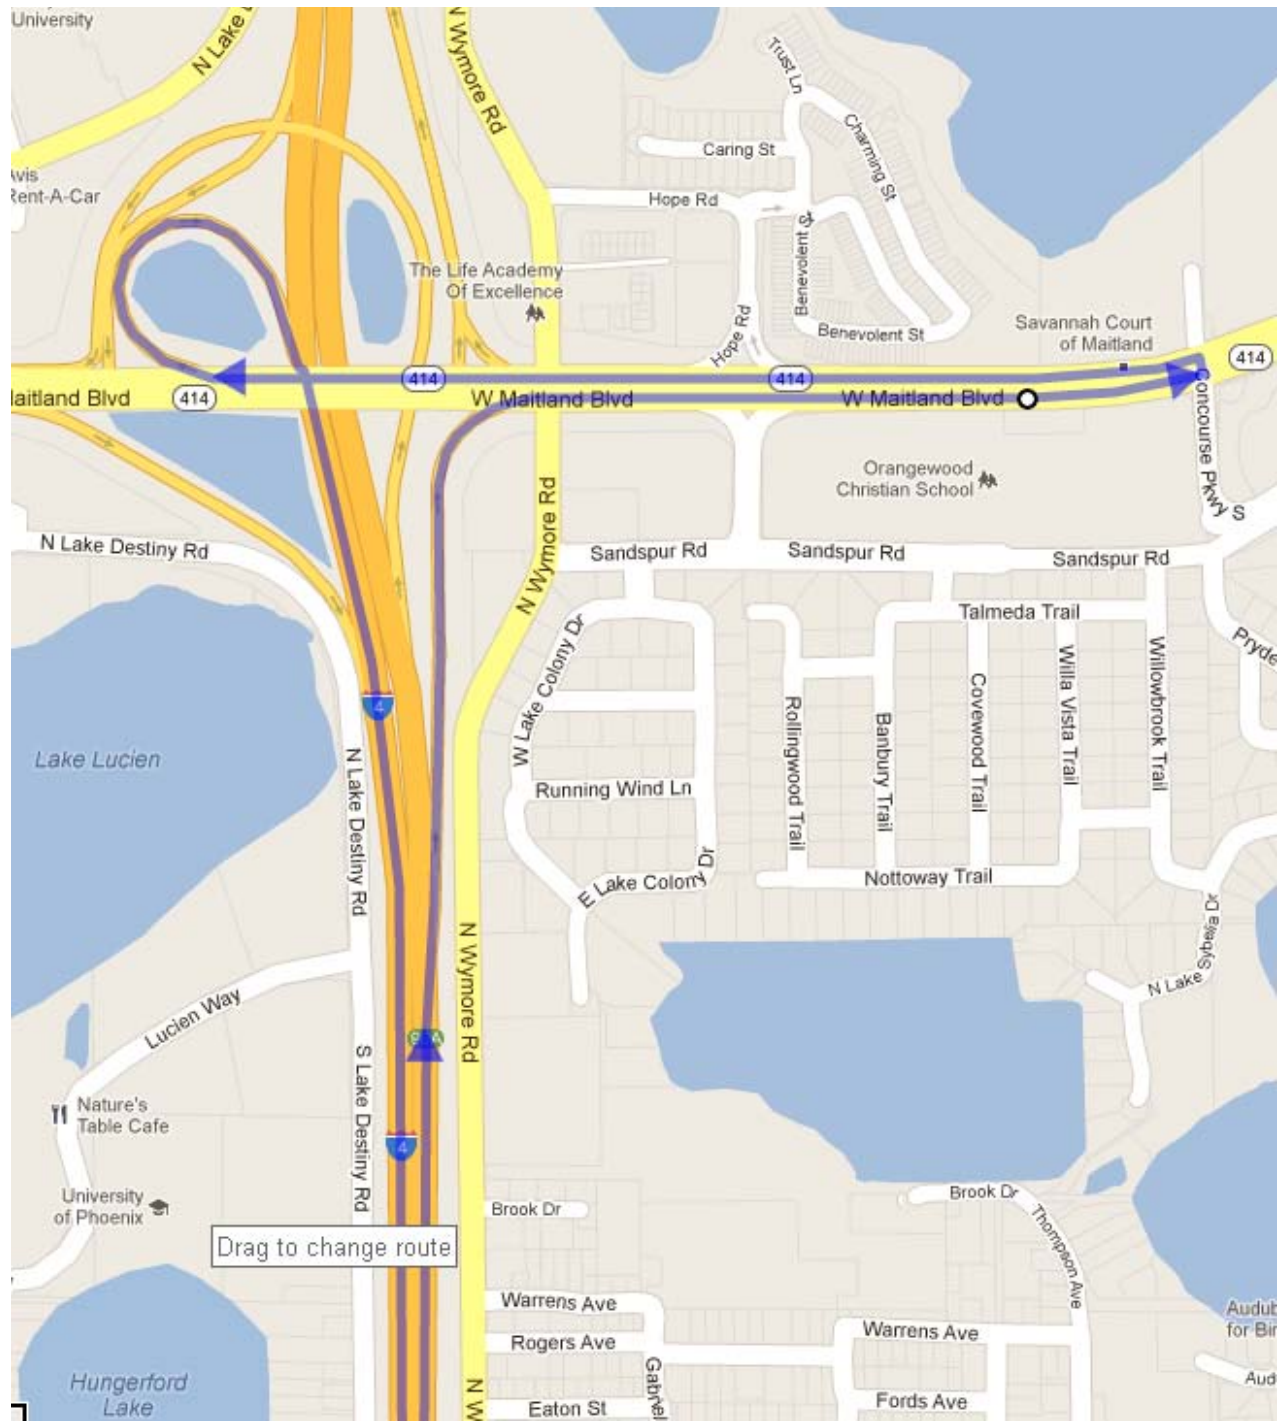 University
N Lake
N Wymore Rd
Trust Ln
Caring St
Charming St
Avis
Rent-A-Car
Hope Rd
Benevolent St
The Life Academy
Of Excellence
Hope Rd
Benevolent St
Savannah Court
of Maitland
414
414
414
414
Maitland Blvd
W Maitland Blvd
W Maitland Blvd
Concourse Pkwy S
Orangewood
Christian School
N Wymore Rd
N Lake Destiny Rd
Sandspur Rd
Sandspur Rd
Sandspur Rd
Talmeda Trail
W Lake Colony Dr
Pryde
4
Rollingwood Trail
Banbury Trail
Covewood Trail
Willa Vista Trail
Willowbrook Trail
Lake Lucien
N Lake Destiny Rd
Running Wind Ln
E Lake Colony Dr
Nottoway Trail
N Wymore Rd
N Lake Sybelia Dr
Lucien Way
S Lake Destiny Rd
Nature's
Table Cafe
4
University
of Phoenix
Brook Dr
Brook Dr
Thompson Ave
Drag to change route
Warrens Ave
Rogers Ave
Warrens Ave
Audub
for Bir
Hungerford
Lake
N W
Gabriel
Eaton St
Fords Ave
Aud